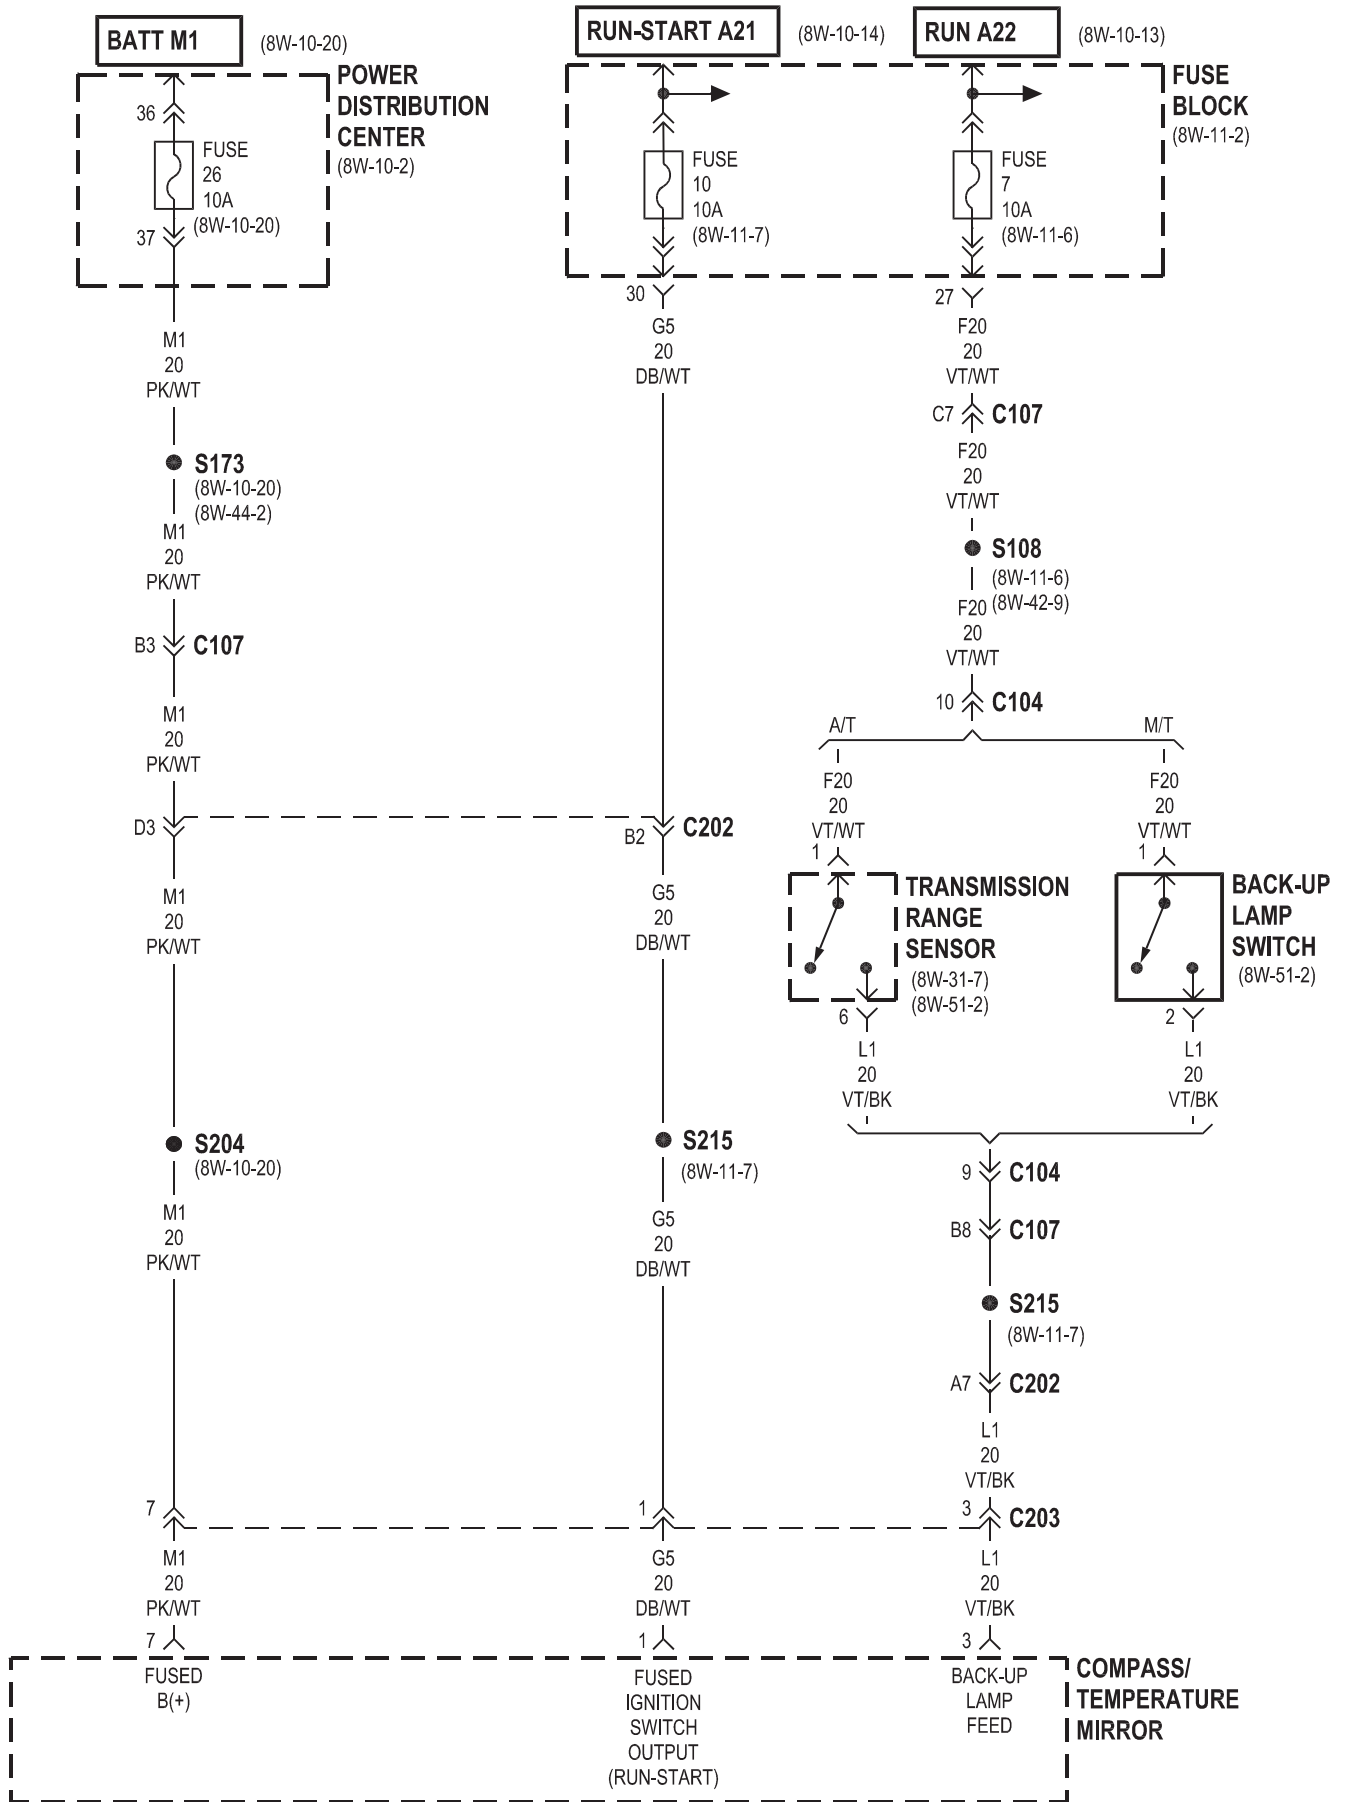 BATT M1
(8W-10-20)
RUN-START A21
(8W-10-14)
RUN A22
(8W-10-13)
POWER
DISTRIBUTION
CENTER
(8W-10-2)
36
FUSE
26
10A
(8W-10-20)
37
FUSE
10
10A
(8W-11-7)
FUSE
7
10A
(8W-11-6)
FUSE
BLOCK
(8W-11-2)
30
27
M1
20
PK/WT
G5
20
DB/WT
F20
20
VT/WT
C7
C107
F20
20
VT/WT
S173
(8W-10-20)
(8W-44-2)
M1
20
PK/WT
S108
(8W-11-6)
(8W-42-9)
F20
20
VT/WT
B3
C107
10
C104
M1
20
PK/WT
A/T
M/T
F20
20
VT/WT
1
F20
20
VT/WT
1
D3
B2
C202
M1
20
PK/WT
G5
20
DB/WT
TRANSMISSION
RANGE
SENSOR
(8W-31-7)
(8W-51-2)
BACK-UP
LAMP
SWITCH
(8W-51-2)
6
2
L1
20
VT/BK
L1
20
VT/BK
S204
(8W-10-20)
S215
(8W-11-7)
9
C104
M1
20
PK/WT
G5
20
DB/WT
B8
C107
S215
(8W-11-7)
A7
C202
L1
20
VT/BK
7
1
3
C203
M1
20
PK/WT
G5
20
DB/WT
L1
20
VT/BK
7
1
3
FUSED
B(+)
FUSED
IGNITION
SWITCH
OUTPUT
(RUN-START)
BACK-UP
LAMP
FEED
COMPASS/
TEMPERATURE
MIRROR